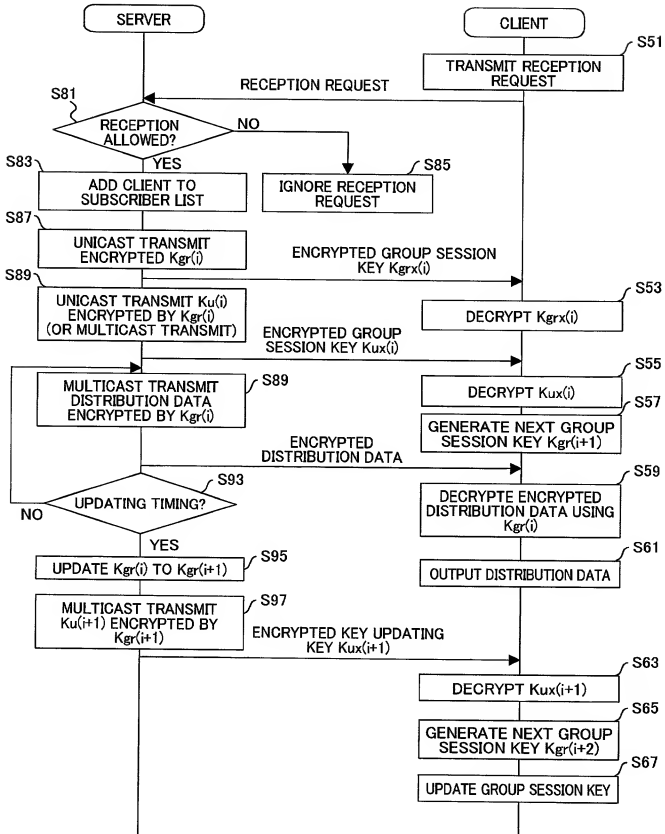 SERVER
CLIENT
S51
TRANSMIT RECEPTION
REQUEST
RECEPTION REQUEST
S81
RECEPTION
ALLOWED?
NO
YES
S83
ADD CLIENT TO
SUBSCRIBER LIST
S85
IGNORE RECEPTION
REQUEST
S87
UNICAST TRANSMIT
ENCRYPTED Kgr(i)
ENCRYPTED GROUP SESSION
KEY Kgrx(i)
S89
UNICAST TRANSMIT Ku(i)
ENCRYPTED BY Kgr(i)
(OR MULTICAST TRANSMIT)
S53
DECRYPT Kgrx(i)
ENCRYPTED GROUP
SESSION KEY Kux(i)
S89
MULTICAST TRANSMIT
DISTRIBUTION DATA
ENCRYPTED BY Kgr(i)
S55
DECRYPT Kux(i)
S57
GENERATE NEXT GROUP
SESSION KEY Kgr(i+1)
ENCRYPTED
DISTRIBUTION DATA
S93
UPDATING TIMING?
NO
YES
S59
DECRYPTE ENCRYPTED
DISTRIBUTION DATA USING
Kgr(i)
S95
UPDATE Kgr(i) TO Kgr(i+1)
S61
OUTPUT DISTRIBUTION DATA
S97
MULTICAST TRANSMIT
Ku(i+1) ENCRYPTED BY
Kgr(i+1)
ENCRYPTED KEY UPDATING
KEY Kux(i+1)
S63
DECRYPT Kux(i+1)
S65
GENERATE NEXT GROUP
SESSION KEY Kgr(i+2)
S67
UPDATE GROUP SESSION KEY